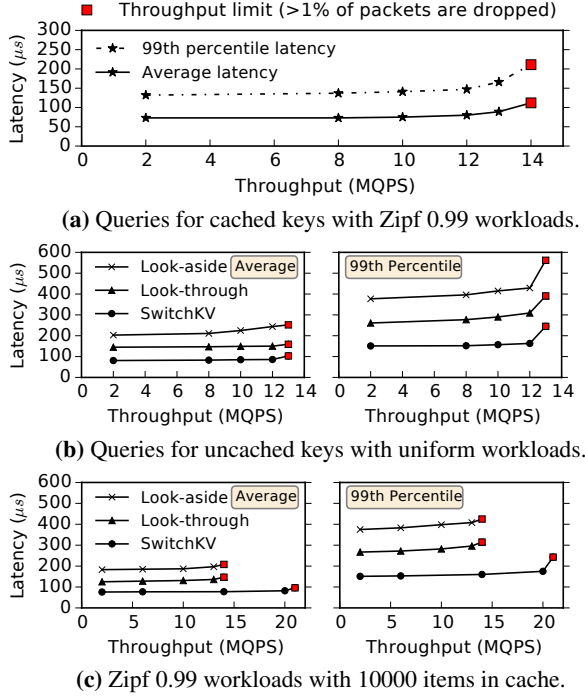 Throughput limit (>1% of packets are dropped)
300
250
200
150
100
50
0
Latency (μs)
99th percentile latency
Average latency
0 2 4 6 8 10 12 14
Throughput (MQPS)
(a) Queries for cached keys with Zipf 0.99 workloads.
600
500
400
300
200
100
0
Latency (μs)
Look-aside
Look-through
SwitchKV
Average
0 2 4 6 8 10 12 14
Throughput (MQPS)
99th Percentile
0 2 4 6 8 10 12 14
Throughput (MQPS)
(b) Queries for uncached keys with uniform workloads.
600
500
400
300
200
100
0
Latency (μs)
Look-aside
Look-through
SwitchKV
Average
0 5 10 15 20
Throughput (MQPS)
99th Percentile
0 5 10 15 20
Throughput (MQPS)
(c) Zipf 0.99 workloads with 10000 items in cache.